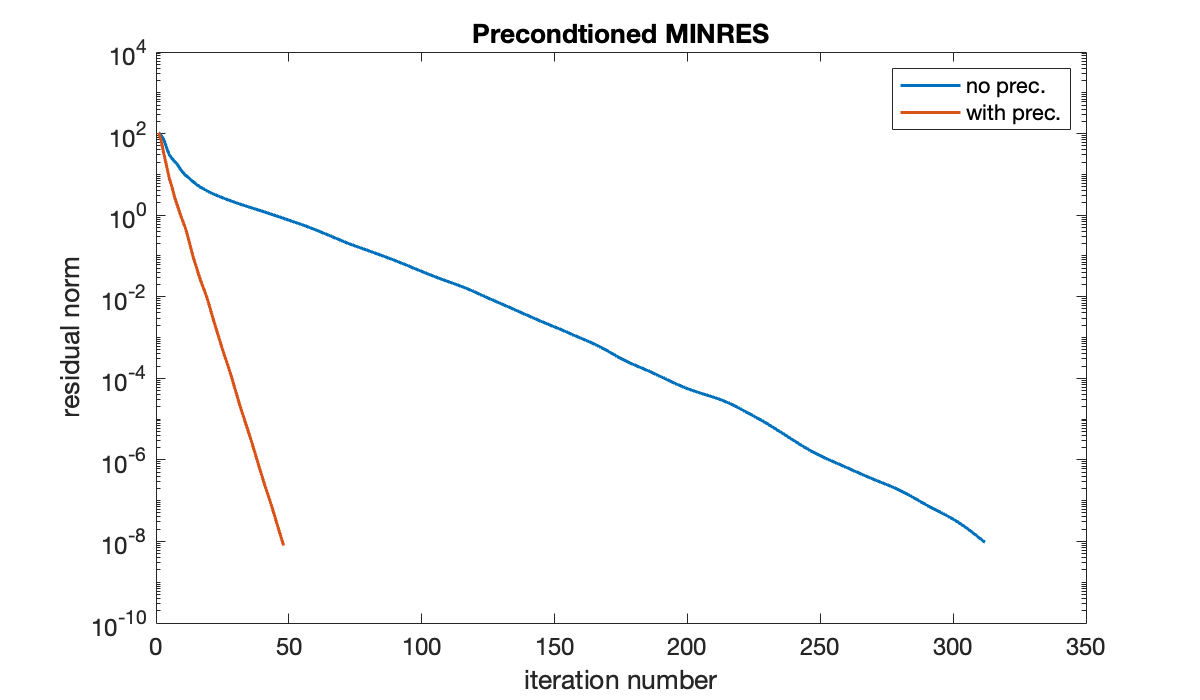 Precondtioned MINRES
no prec.
with prec.
10^4
10^2
10^0
10^-2
10^-4
10^-6
10^-8
10^-10
residual norm
0 50 100 150 200 250 300 350
iteration number